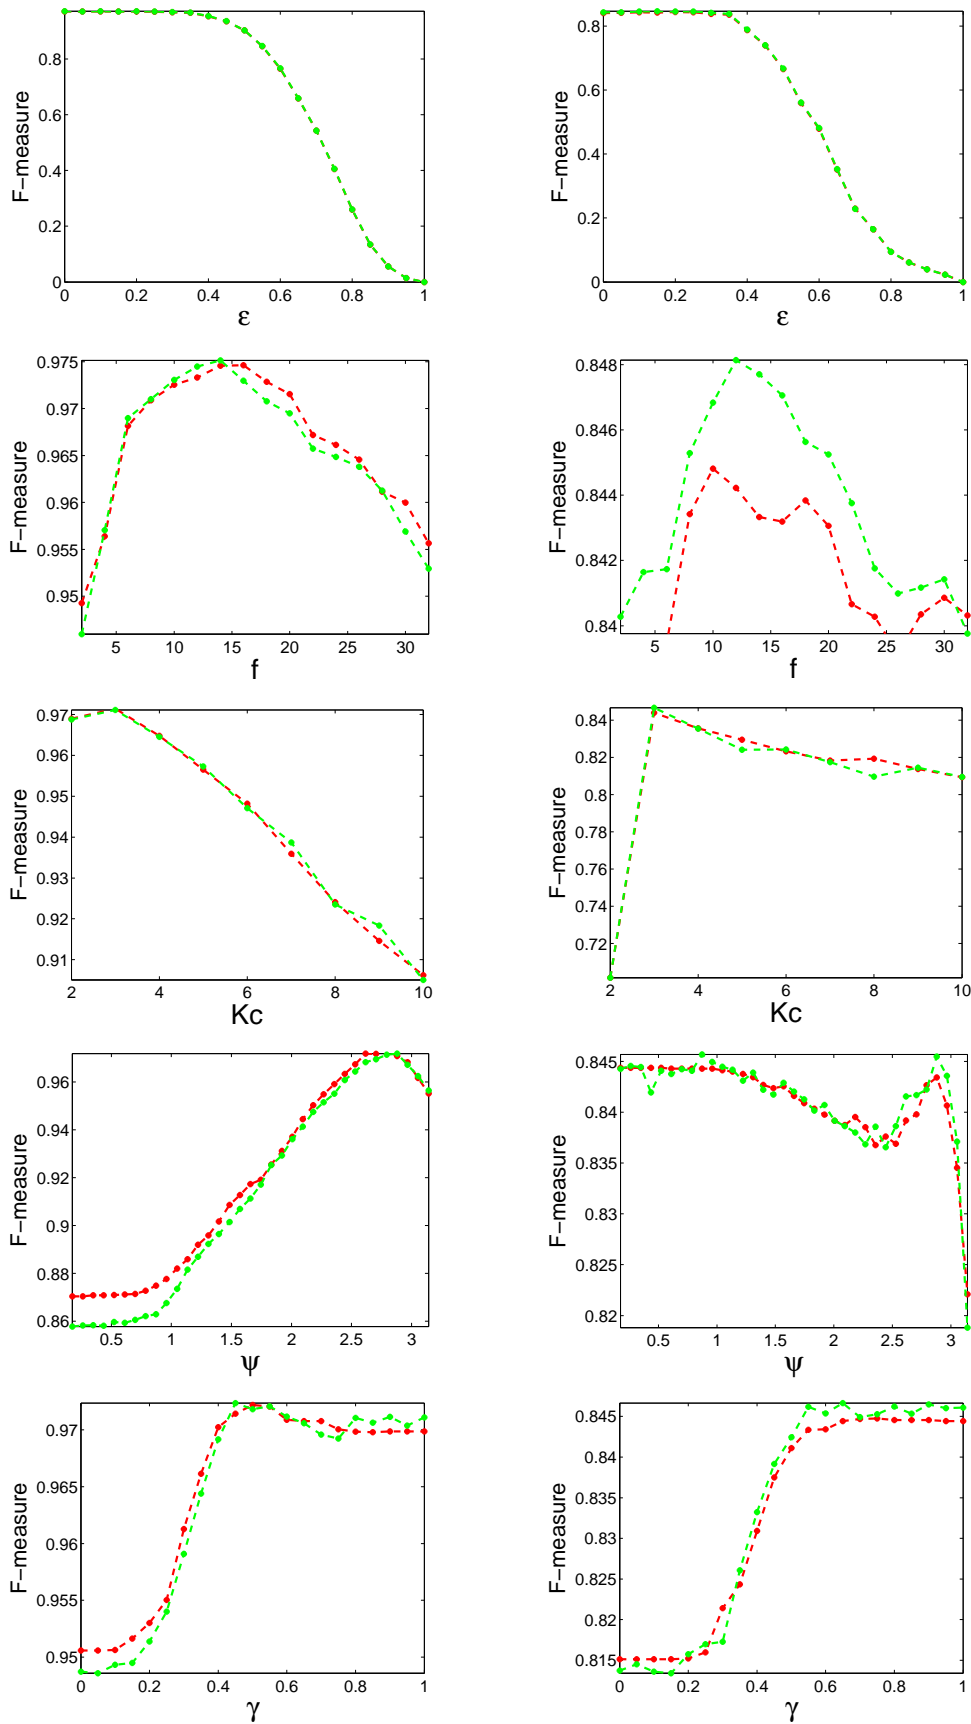 F−measure
0.8
0.6
0.4
0.2
0
0 0.2 0.4 0.6 0.8 1
ε
F−measure
0.8
0.6
0.4
0.2
0
0 0.2 0.4 0.6 0.8 1
ε
F−measure
0.975
0.97
0.965
0.96
0.955
0.95
5 10 15 20 25 30
f
F−measure
0.848
0.846
0.844
0.842
0.84
5 10 15 20 25 30
f
F−measure
0.97
0.96
0.95
0.94
0.93
0.92
0.91
2 4 6 8 10
Kc
F−measure
0.84
0.82
0.8
0.78
0.76
0.74
0.72
2 4 6 8 10
Kc
F−measure
0.96
0.94
0.92
0.9
0.88
0.86
0.5 1 1.5 2 2.5 3
ψ
F−measure
0.845
0.84
0.835
0.83
0.825
0.82
0.5 1 1.5 2 2.5 3
ψ
F−measure
0.97
0.965
0.96
0.955
0.95
0 0.2 0.4 0.6 0.8 1
γ
F−measure
0.845
0.84
0.835
0.83
0.825
0.82
0.815
0 0.2 0.4 0.6 0.8 1
γ